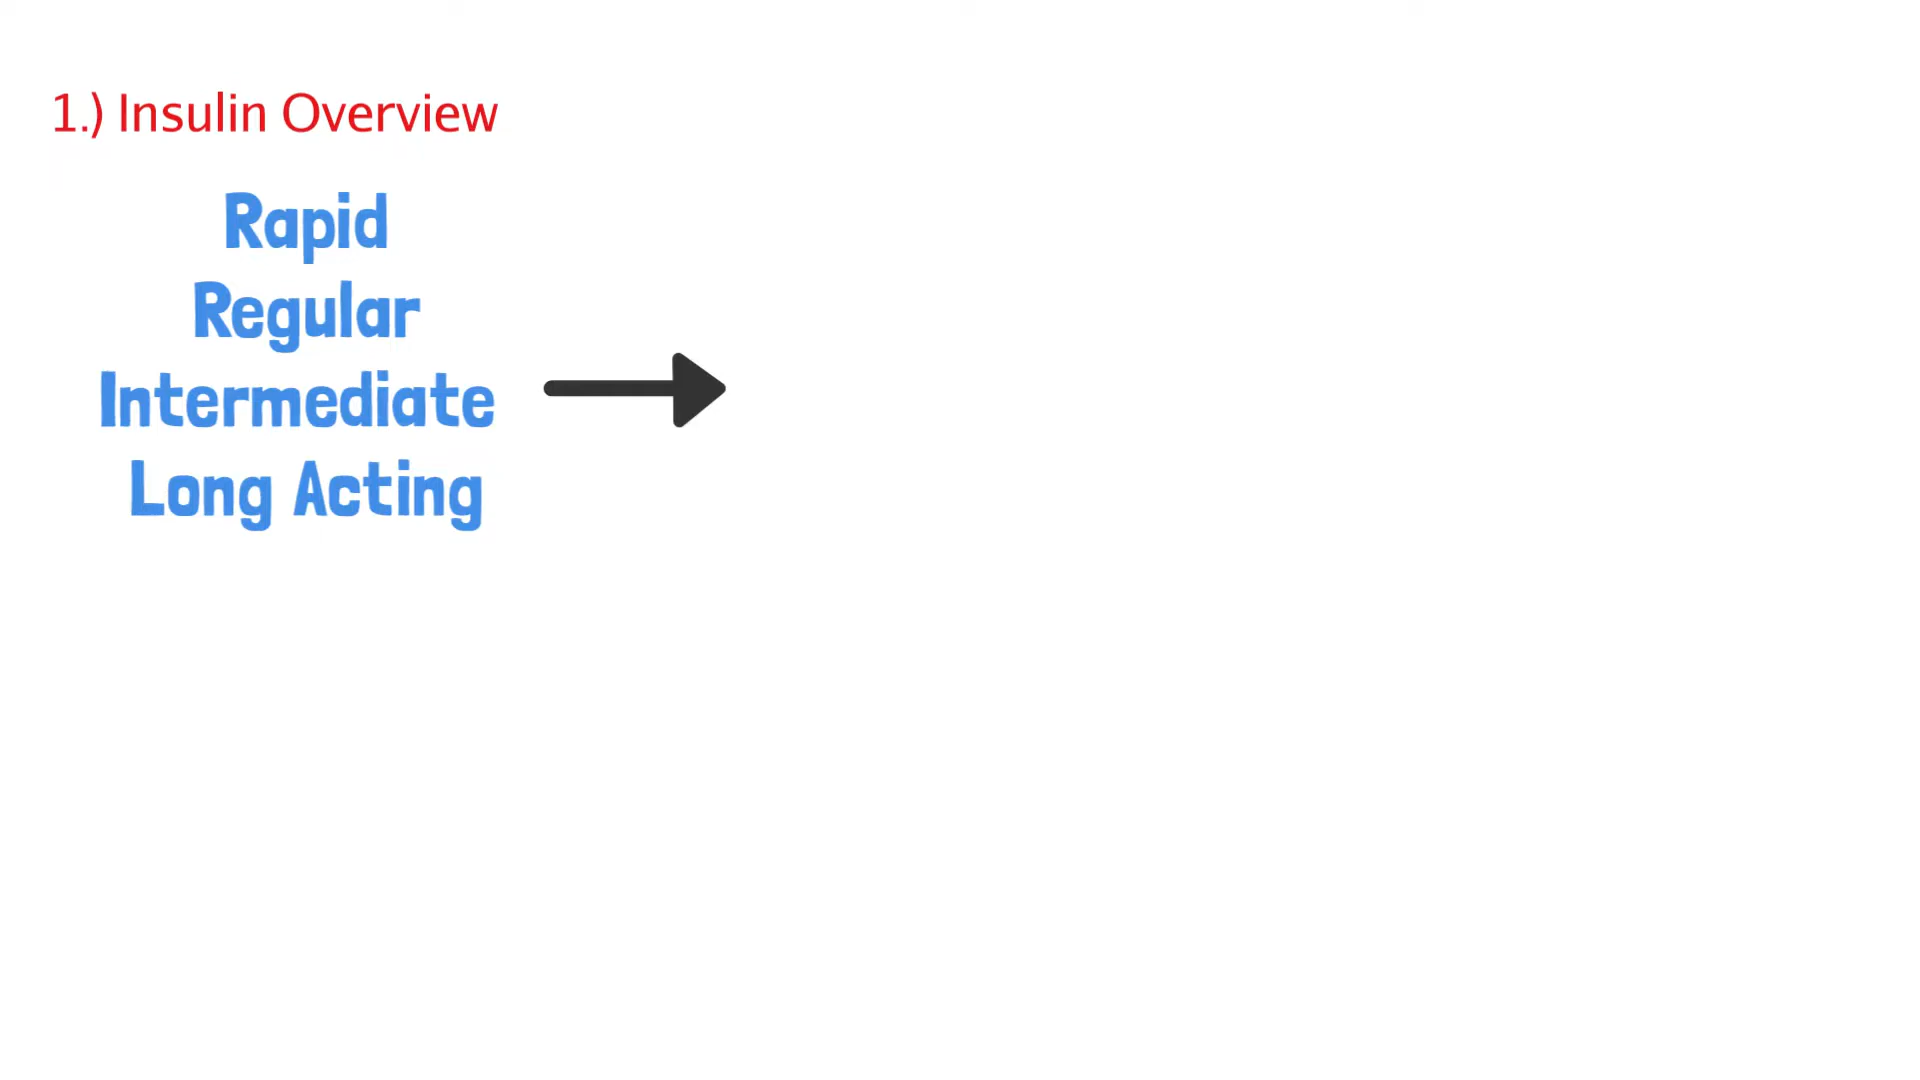 1.) Insulin Overview
Rapid
Regular
Intermediate
Long Acting